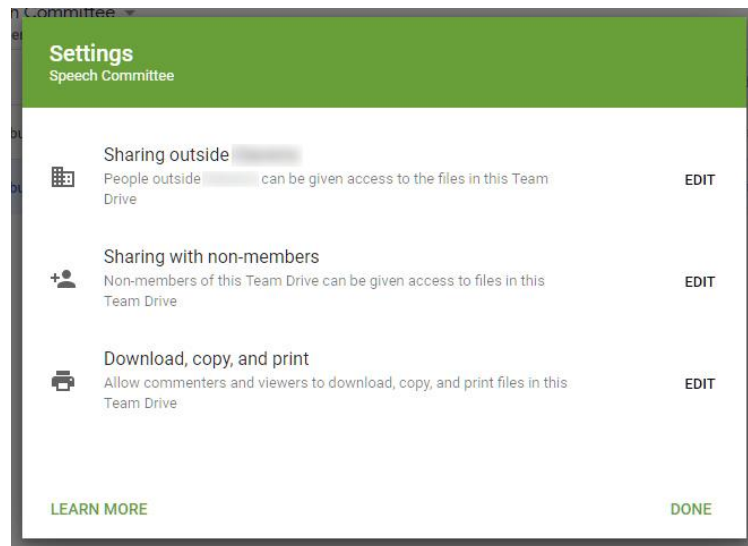 Committee
Settings
Speech Committee
Sharing outside
People outside can be given access to the files in this Team
Drive
EDIT
Sharing with non-members
Non-members of this Team Drive can be given access to files in this
Team Drive
EDIT
Download, copy, and print
Allow commenters and viewers to download, copy, and print files in this
Team Drive
EDIT
LEARN MORE
DONE